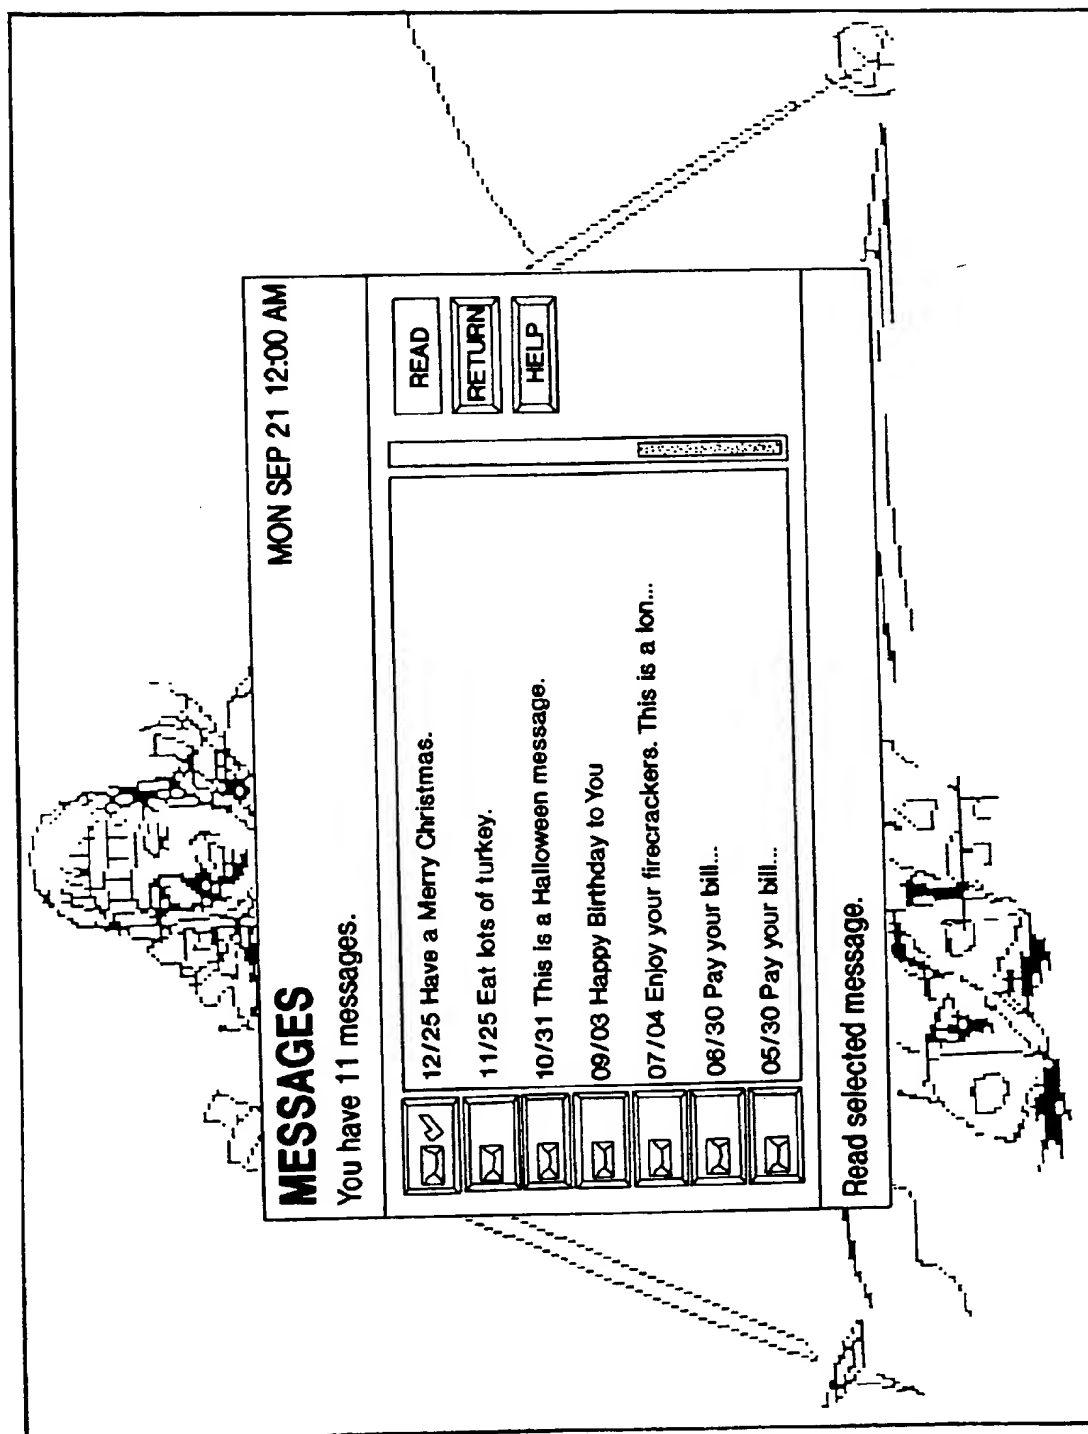 MESSAGES MON SEP 21 12:00 AM
You have 11 messages.
12/25 Have a Merry Christmas.
11/25 Eat lots of turkey.
10/31 This is a Halloween message.
09/03 Happy Birthday to You
07/04 Enjoy your firecrackers. This is a lon...
06/30 Pay your bill...
05/30 Pay your bill...
READ
RETURN
HELP
Read selected message.